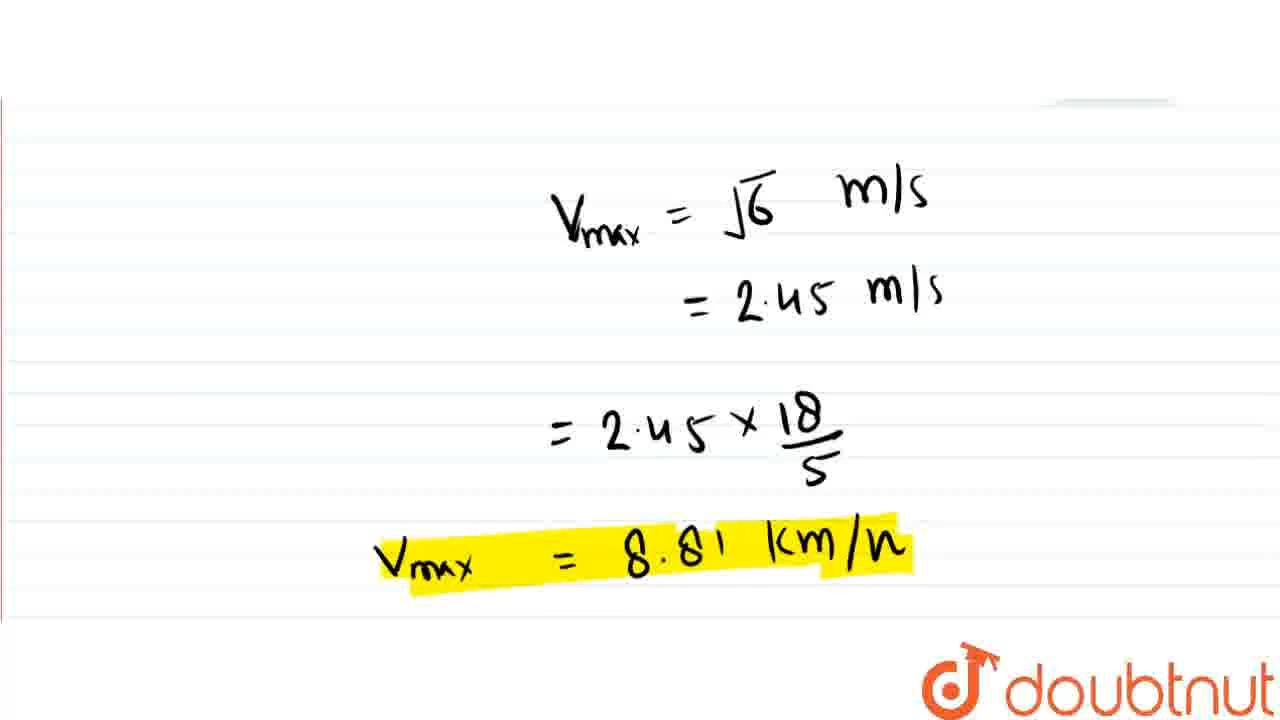 Vmax = √6 m/s
= 2.45 m/s
= 2.45 × 18/5
Vmax = 8.81 km/h
doubtnut